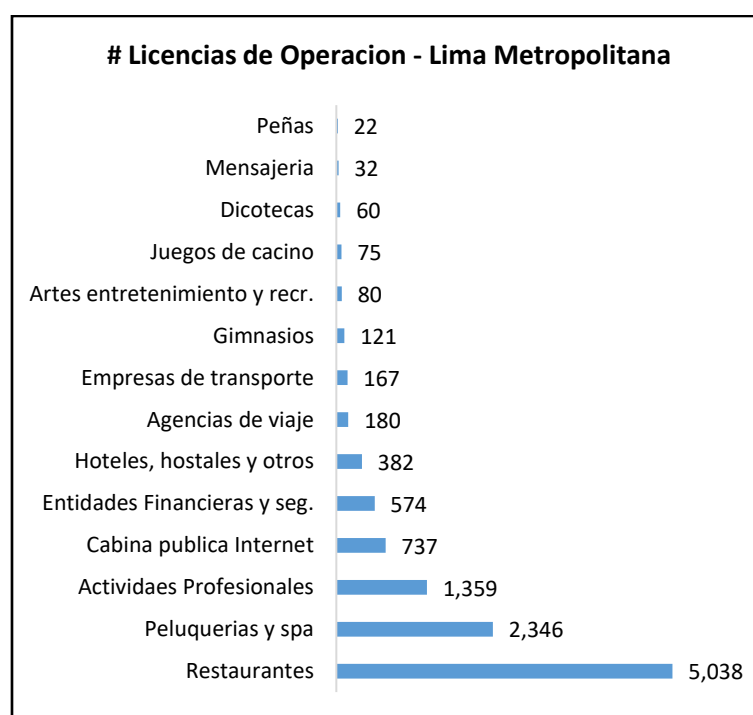 # Licencias de Operacion - Lima Metropolitana
Peñas 22
Mensajeria 32
Dicotecas 60
Juegos de cacino 75
Artes entretenimiento y recr. 80
Gimnasios 121
Empresas de transporte 167
Agencias de viaje 180
Hoteles, hostales y otros 382
Entidades Financieras y seg. 574
Cabina publica Internet 737
Actividaes Profesionales 1,359
Peluquerias y spa 2,346
Restaurantes 5,038